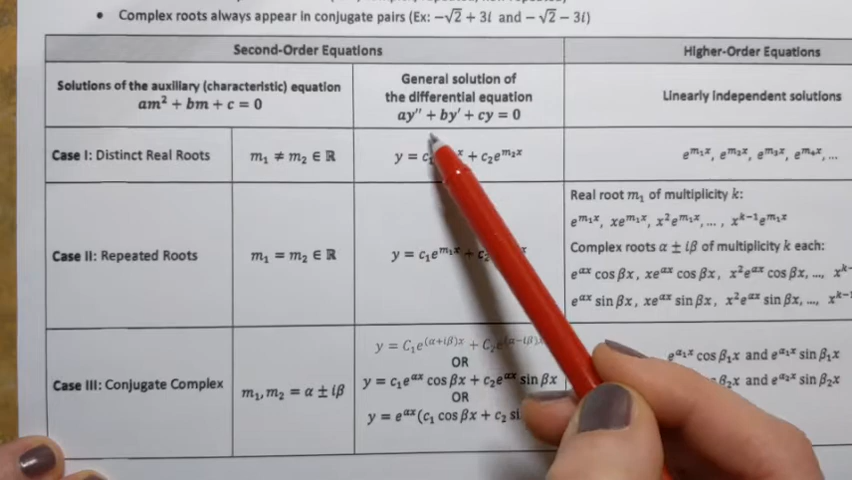 • Complex roots always appear in conjugate pairs (Ex: −√2 + 3i and −√2 − 3i)
Second-Order Equations
Higher-Order Equations
Solutions of the auxiliary (characteristic) equation
am² + bm + c = 0
General solution of
the differential equation
ay″ + by′ + cy = 0
Linearly independent solutions
Case I: Distinct Real Roots
m₁ ≠ m₂ ∈ ℝ
y = c₁ ˣ + c₂e^{m₂x}
e^{m₁x}, e^{m₂x}, e^{m₃x}, e^{m₄x}, ...
Case II: Repeated Roots
m₁ = m₂ ∈ ℝ
y = c₁e^{m₁x} + c
Real root m₁ of multiplicity k:
e^{m₁x}, xe^{m₁x}, x²e^{m₁x}, ... , x^{k−1}e^{m₁x}
Complex roots α ± iβ of multiplicity k each:
e^{αx} cos βx, xe^{αx} cos βx, x²e^{αx} cos βx, ...,
e^{αx} sin βx, xe^{αx} sin βx, x²e^{αx} sin βx, ...,
Case III: Conjugate Complex
m₁, m₂ = α ± iβ
y = C₁e^{(α+iβ)x} + C₂e^{(α−iβ)x}
OR
y = c₁e^{αx} cos βx + c₂e^{αx} sin βx
OR
y = e^{αx}(c₁ cos βx + c₂ si
e^{α₁x} cos β₁x and e^{α₁x} sin β₁x
β₂x and e^{α₂x} sin β₂x